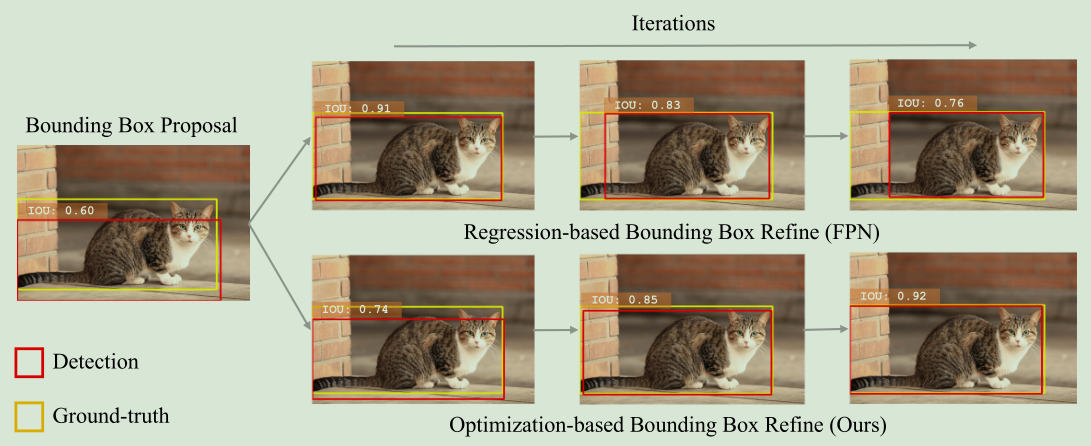 Iterations
Bounding Box Proposal
IOU: 0.60
IOU: 0.91
IOU: 0.83
IOU: 0.76
Regression-based Bounding Box Refine (FPN)
IOU: 0.74
IOU: 0.85
IOU: 0.92
Optimization-based Bounding Box Refine (Ours)
Detection
Ground-truth